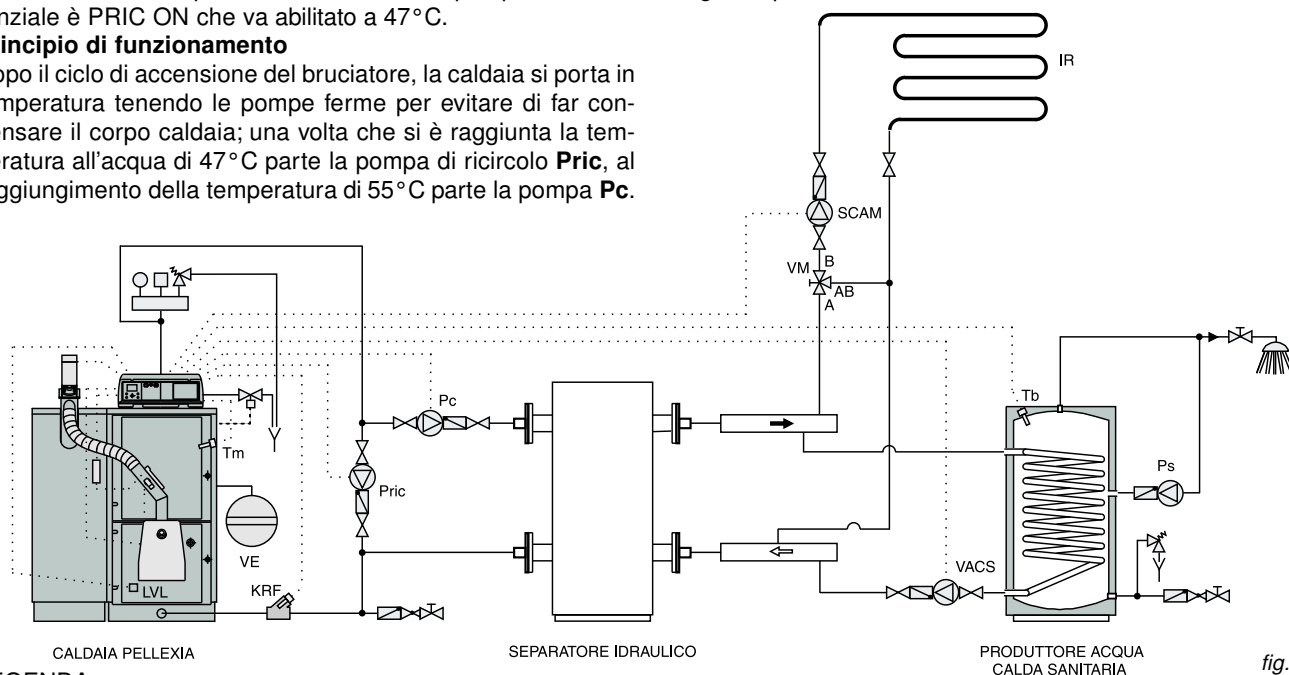 nziale è PRIC ON che va abilitato a 47°C.
incipio di funzionamento
opo il ciclo di accensione del bruciatore, la caldaia si porta in
mperatura tenendo le pompe ferme per evitare di far con-
ensare il corpo caldaia; una volta che si è raggiunta la tem-
eratura all'acqua di 47°C parte la pompa di ricircolo Pric, al
ggiungimento della temperatura di 55°C parte la pompa Pc.
IR
SCAM
VM
B
AB
A
Pc
Tb
Tm
Pric
Ps
VE
LVL
KRF
VACS
CALDAIA PELLEXIA
SEPARATORE IDRAULICO
PRODUTTORE ACQUA
CALDA SANITARIA
fig.